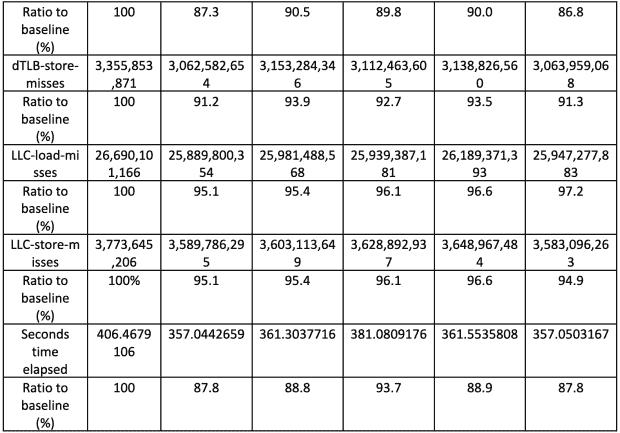 Ratio to baseline (%) 100 87.3 90.5 89.8 90.0 86.8
dTLB-store-misses 3,355,853,871 3,062,582,654 3,153,284,346 3,112,463,605 3,138,826,560 3,063,959,068
Ratio to baseline (%) 100 91.2 93.9 92.7 93.5 91.3
LLC-load-misses 26,690,101,166 25,889,800,354 25,981,488,568 25,939,387,181 26,189,371,393 25,947,277,883
Ratio to baseline (%) 100 95.1 95.4 96.1 96.6 97.2
LLC-store-misses 3,773,645,206 3,589,786,295 3,603,113,649 3,628,892,937 3,648,967,484 3,583,096,263
Ratio to baseline (%) 100% 95.1 95.4 96.1 96.6 94.9
Seconds time elapsed 406.4679106 357.0442659 361.3037716 381.0809176 361.5535808 357.0503167
Ratio to baseline (%) 100 87.8 88.8 93.7 88.9 87.8